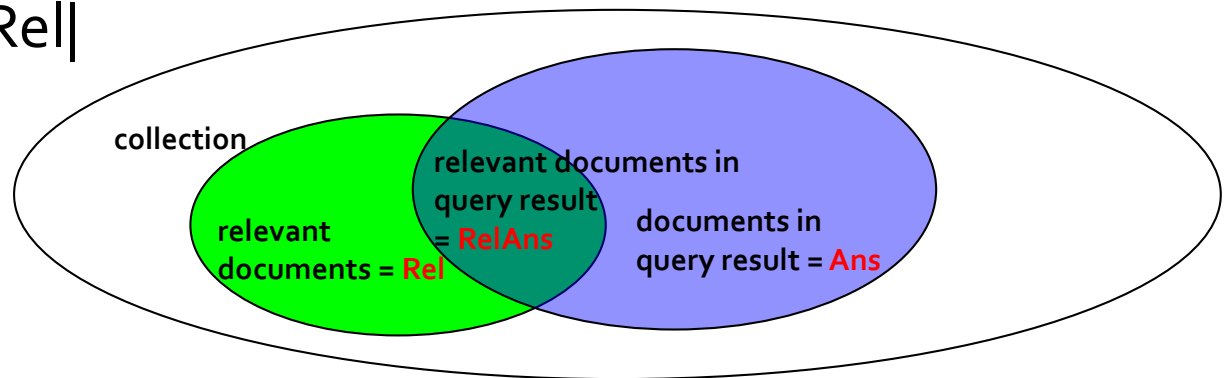 Rel|
collection
relevant documents in
query result
= RelAns
relevant
documents = Rel
documents in
query result = Ans